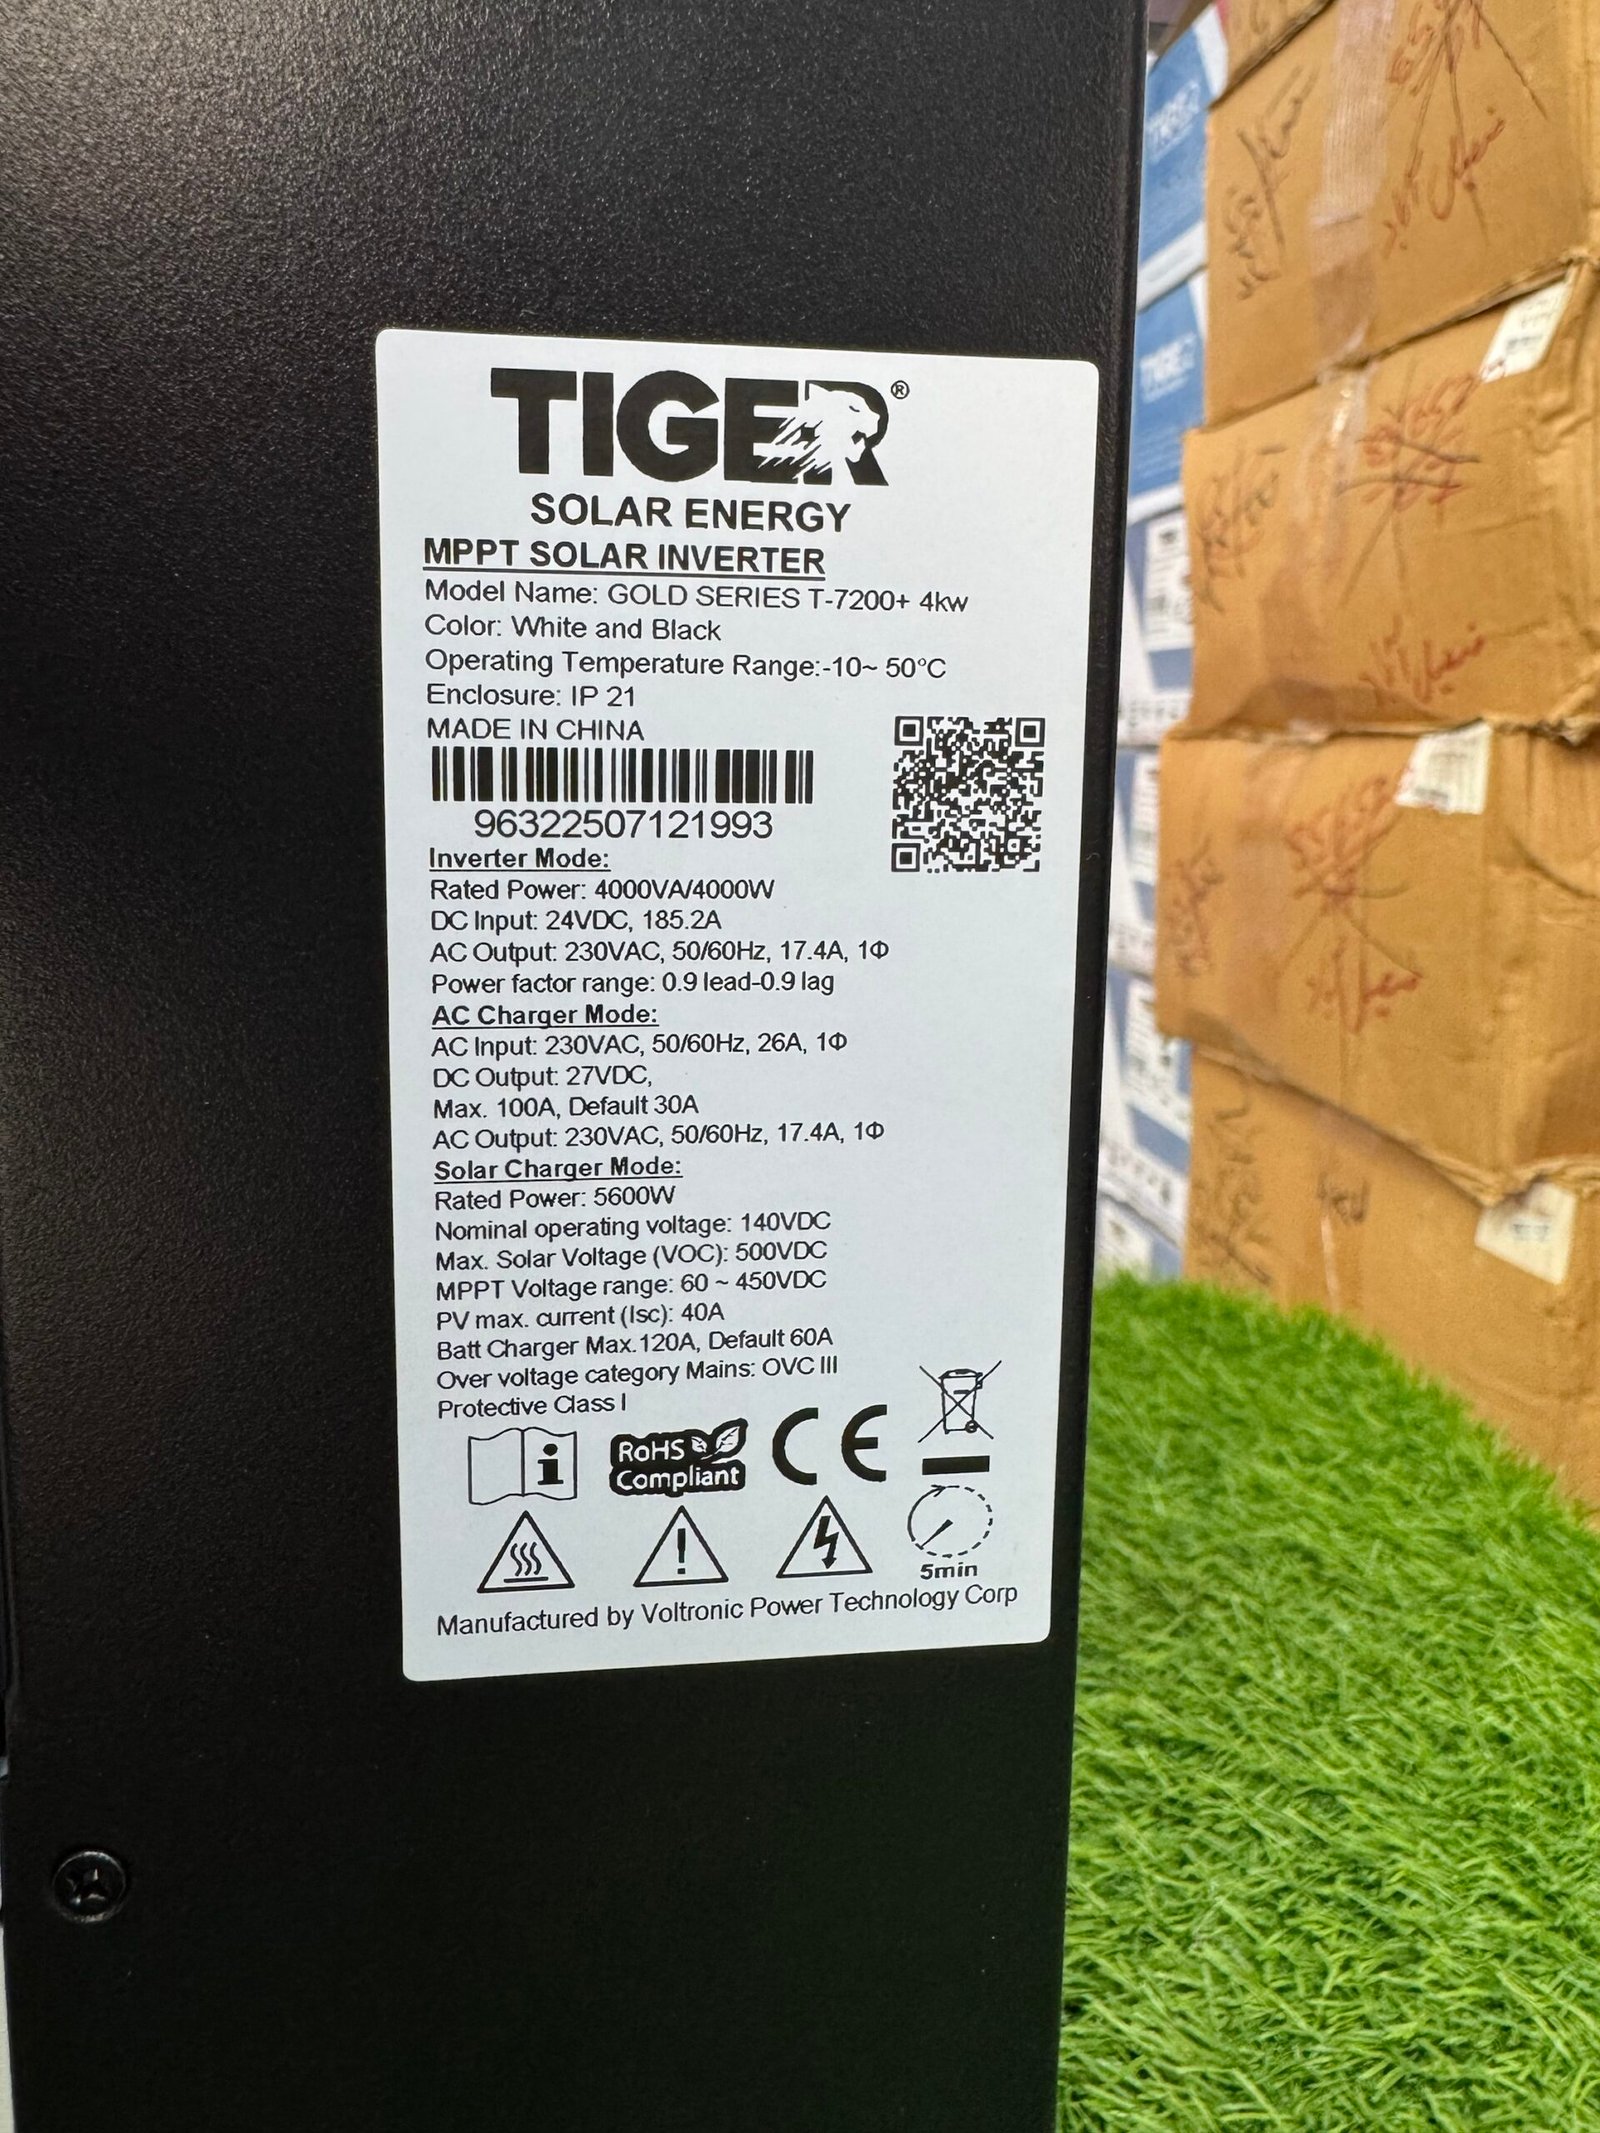 TIGER®
SOLAR ENERGY
MPPT SOLAR INVERTER
Model Name: GOLD SERIES T-7200+ 4kw
Color: White and Black
Operating Temperature Range:-10~ 50°C
Enclosure: IP 21
MADE IN CHINA
96322507121993
Inverter Mode:
Rated Power: 4000VA/4000W
DC Input: 24VDC, 185.2A
AC Output: 230VAC, 50/60Hz, 17.4A, 1Φ
Power factor range: 0.9 lead-0.9 lag
AC Charger Mode:
AC Input: 230VAC, 50/60Hz, 26A, 1Φ
DC Output: 27VDC,
Max. 100A, Default 30A
AC Output: 230VAC, 50/60Hz, 17.4A, 1Φ
Solar Charger Mode:
Rated Power: 5600W
Nominal operating voltage: 140VDC
Max. Solar Voltage (VOC): 500VDC
MPPT Voltage range: 60 ~ 450VDC
PV max. current (Isc): 40A
Batt Charger Max.120A, Default 60A
Over voltage category Mains: OVC III
Protective Class I
RoHS
Compliant
CE
5min
Manufactured by Voltronic Power Technology Corp
TIGER
TIGER